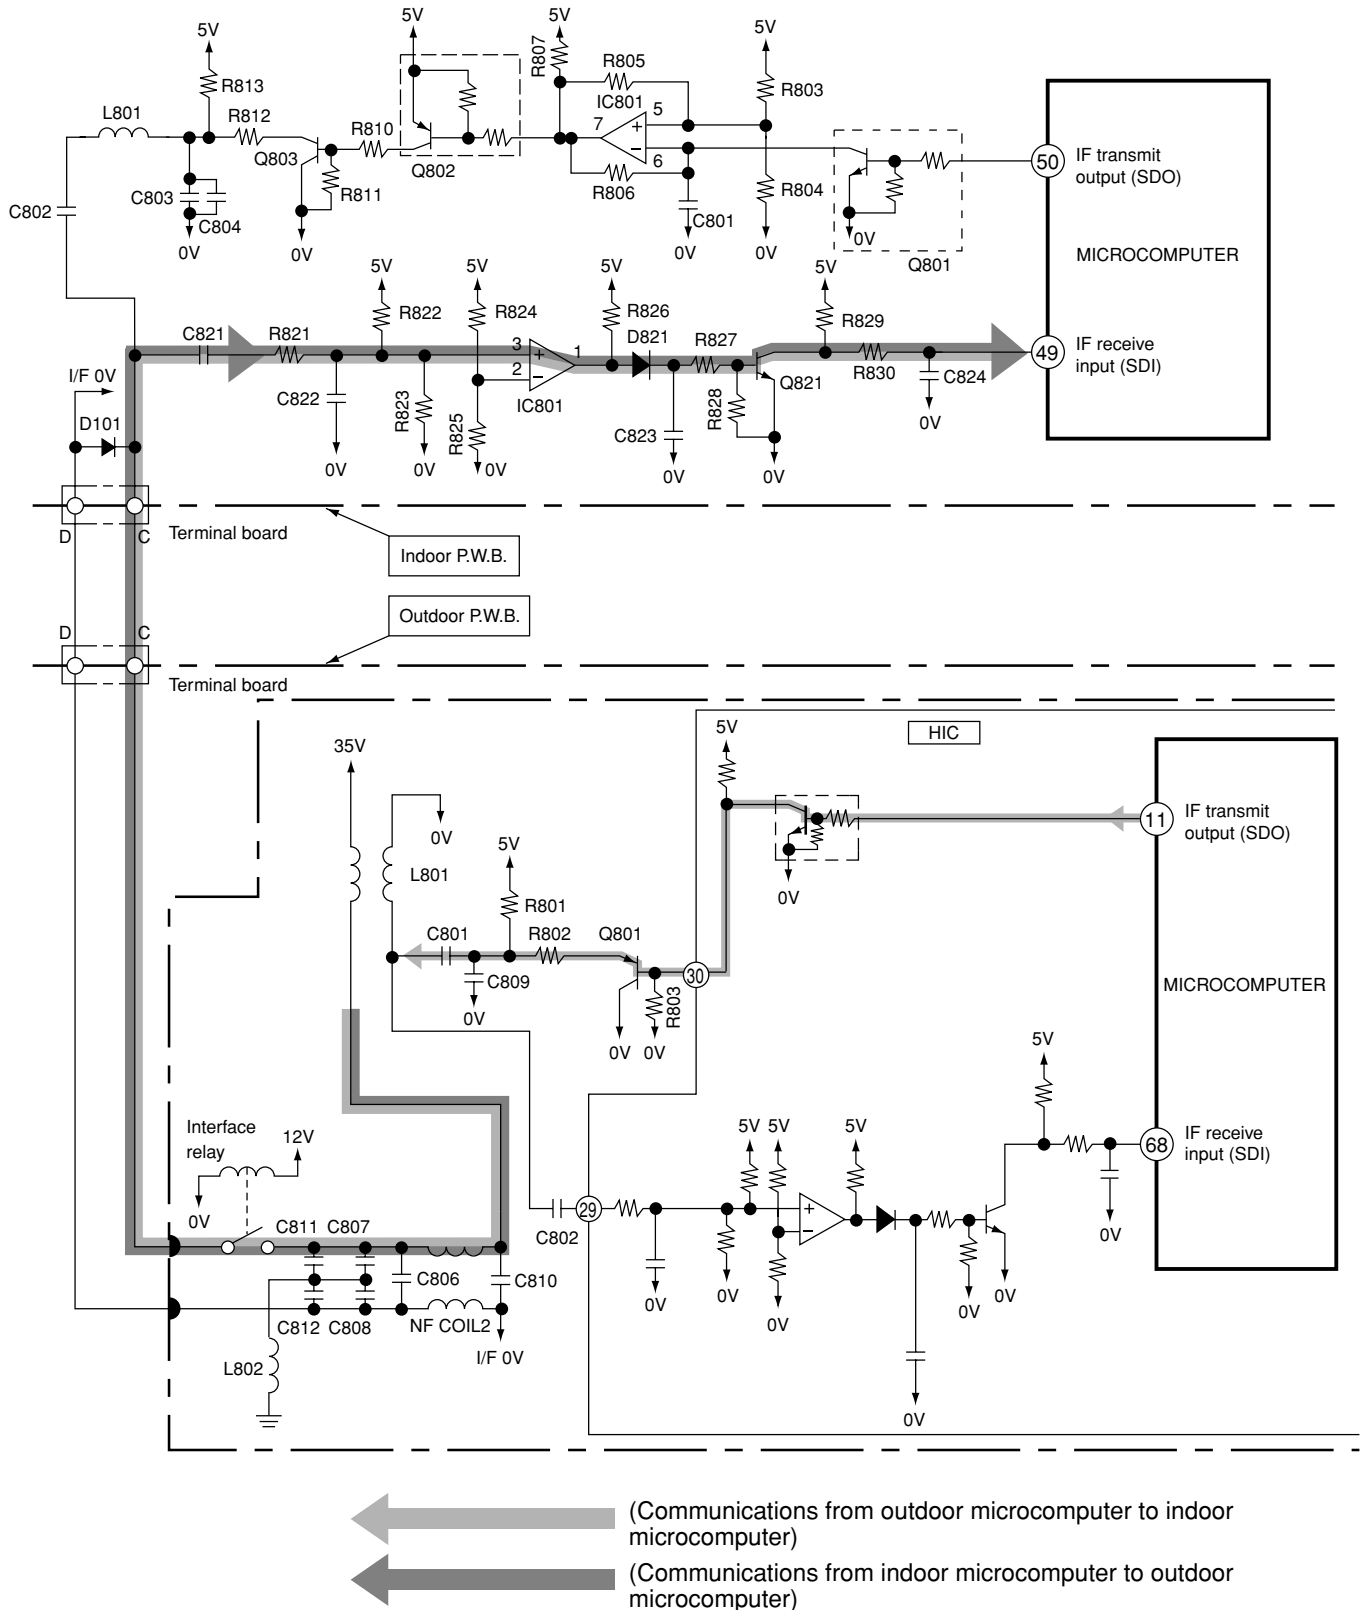 5V
5V
5V
5V
R813
R807
R805
IC801
R803
L801
R812
R810
7
5
+
−
6
Q803
R811
Q802
R806
R804
C803
C804
C802
C801
0V
0V
0V
0V
0V
Q801
50
IF transmit
output (SDO)
MICROCOMPUTER
5V
5V
5V
5V
C821
R821
R822
R824
R826
D821
R827
R829
3
+
2
−
1
R830
C824
49
IF receive
input (SDI)
I/F 0V
D101
C822
R823
R825
IC801
C823
R828
Q821
0V
0V
0V
0V
0V
0V
D
C
Terminal board
Indoor P.W.B.
Outdoor P.W.B.
D
C
Terminal board
HIC
35V
5V
0V
L801
5V
R801
C801
R802
Q801
C809
0V
R803
30
0V
0V
0V
11
IF transmit
output (SDO)
MICROCOMPUTER
5V
68
IF receive
input (SDI)
Interface
relay
12V
0V
C811
C807
C806
C810
C812
C808
NF COIL2
I/F 0V
L802
C802
29
5V
5V
5V
+
−
0V
0V
0V
0V
0V
0V
0V
(Communications from outdoor microcomputer to indoor
microcomputer)
(Communications from indoor microcomputer to outdoor
microcomputer)